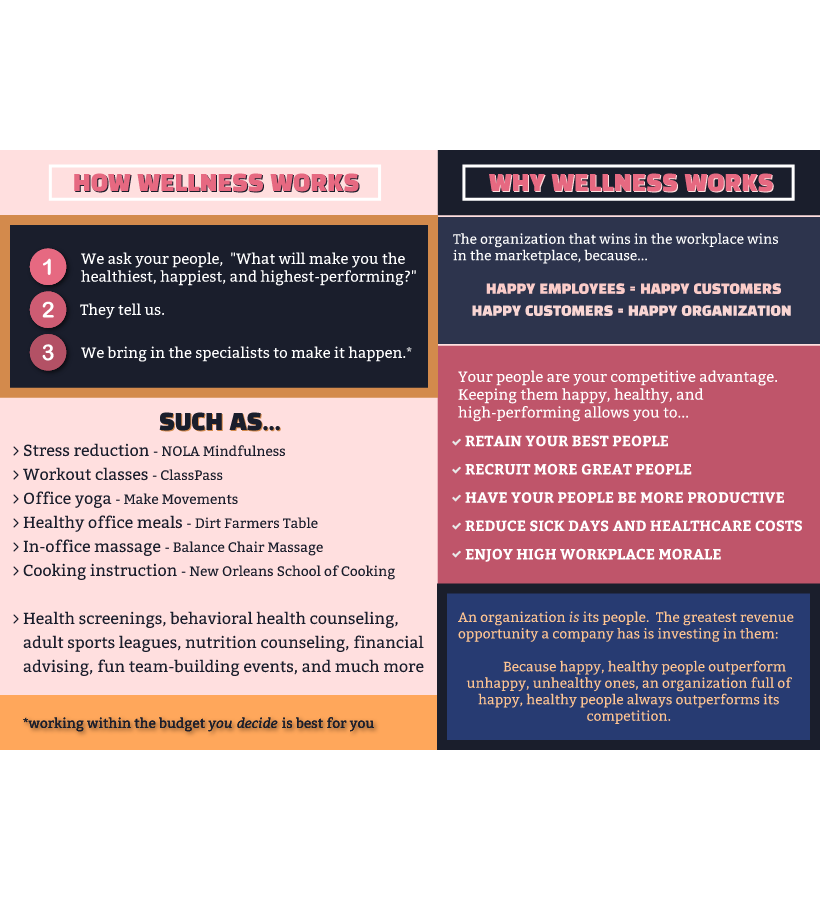 HOW WELLNESS WORKS
1 We ask your people,  "What will make you the
healthiest, happiest, and highest-performing?"
2 They tell us.
3 We bring in the specialists to make it happen.*
SUCH AS...
> Stress reduction - NOLA Mindfulness
> Workout classes - ClassPass
> Office yoga - Make Movements
> Healthy office meals - Dirt Farmers Table
> In-office massage - Balance Chair Massage
> Cooking instruction - New Orleans School of Cooking
> Health screenings, behavioral health counseling,
adult sports leagues, nutrition counseling, financial
advising, fun team-building events, and much more
*working within the budget you decide is best for you
WHY WELLNESS WORKS
The organization that wins in the workplace wins
in the marketplace, because...
HAPPY EMPLOYEES = HAPPY CUSTOMERS
HAPPY CUSTOMERS = HAPPY ORGANIZATION
Your people are your competitive advantage.
Keeping them happy, healthy, and
high-performing allows you to...
✓ RETAIN YOUR BEST PEOPLE
✓ RECRUIT MORE GREAT PEOPLE
✓ HAVE YOUR PEOPLE BE MORE PRODUCTIVE
✓ REDUCE SICK DAYS AND HEALTHCARE COSTS
✓ ENJOY HIGH WORKPLACE MORALE
An organization is its people.  The greatest revenue
opportunity a company has is investing in them:
Because happy, healthy people outperform
unhappy, unhealthy ones, an organization full of
happy, healthy people always outperforms its
competition.